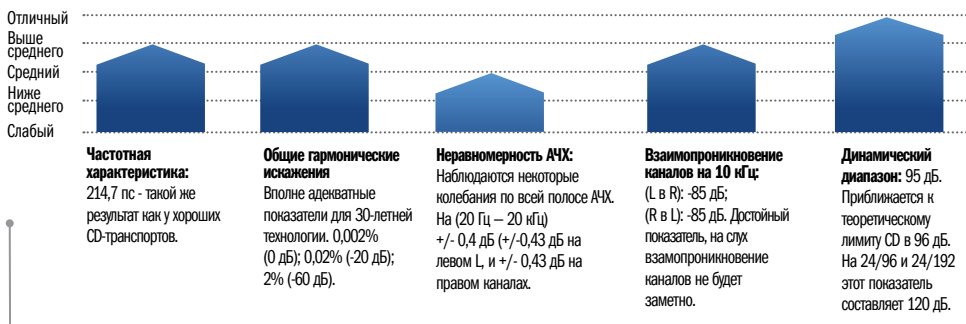 Отличный
Выше
среднего
Средний
Ниже
среднего
Слабый
Частотная
характеристика:
214,7 пс - такой же
результат как у хороших
CD-транспортов.
Общие гармонические
искажения
Вполне адекватные
показатели для 30-летней
технологии. 0,002%
(0 дБ); 0,02% (-20 дБ);
2% (-60 дБ).
Неравномерность АЧХ:
Наблюдаются некоторые
колебания по всей полосе АЧХ.
На (20 Гц – 20 кГц)
+/- 0,4 дБ (+/-0,43 дБ на
левом L, и +/- 0,43 дБ на
правом каналах.
Взаимопроникновение
каналов на 10 кГц:
(L в R): -85 дБ;
(R в L): -85 дБ. Достойный
показатель, на слух
взамопроникновение
каналов не будет
заметно.
Динамический
диапазон: 95 дБ.
Приближается к
теоретическому
лимиту CD в 96 дБ.
На 24/96 и 24/192
этот показатель
составляет 120 дБ.